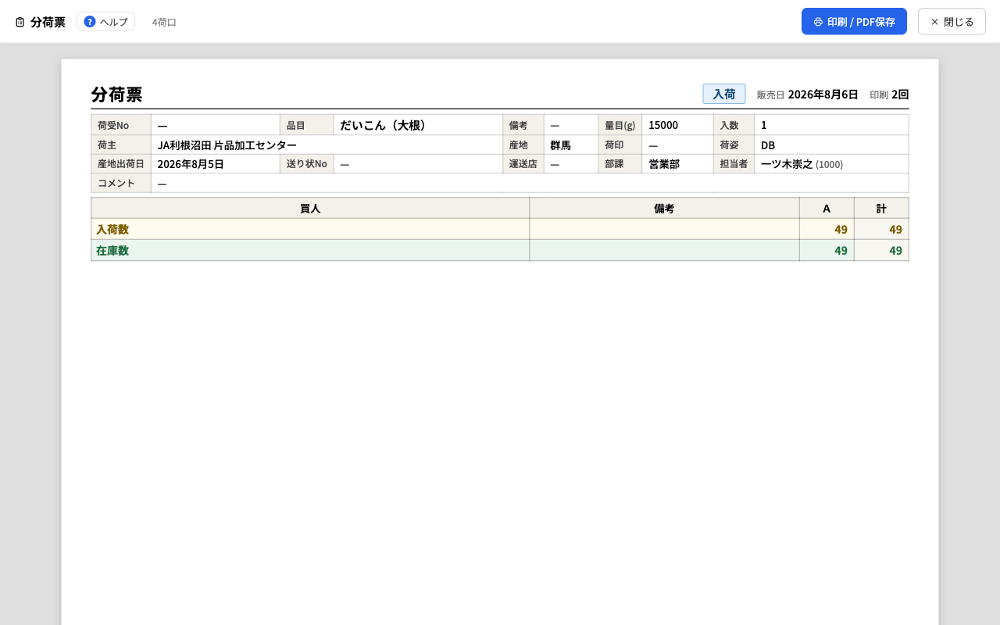 分荷票 ? ヘルプ 4荷口 印刷 / PDF保存 × 閉じる
分荷票 入荷 販売日 2026年8月6日 印刷 2回
荷受No — 品目 だいこん（大根） 備考 — 量目(g) 15000 入数 1
荷主 JA利根沼田 片品加工センター 産地 群馬 荷印 — 荷姿 DB
産地出荷日 2026年8月5日 送り状No — 運送店 — 部課 営業部 担当者 一ツ木崇之 (1000)
コメント —
買人 備考 A 計
入荷数 49 49
在庫数 49 49